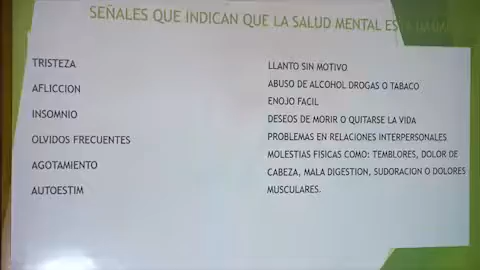 SEÑALES QUE INDICAN QUE LA SALUD MENTAL ES
TRISTEZA
AFLICCION
INSOMNIO
OLVIDOS FRECUENTES
AGOTAMIENTO
AUTOESTIM
LLANTO SIN MOTIVO
ABUSO DE ALCOHOL DROGAS O TABACO
ENOJO FACIL
DESEOS DE MORIR O QUITARSE LA VIDA
PROBLEMAS EN RELACIONES INTERPERSONALES
MOLESTIAS FISICAS COMO: TEMBLORES, DOLOR DE
CABEZA, MALA DIGESTION, SUDORACION O DOLORES
MUSCULARES.